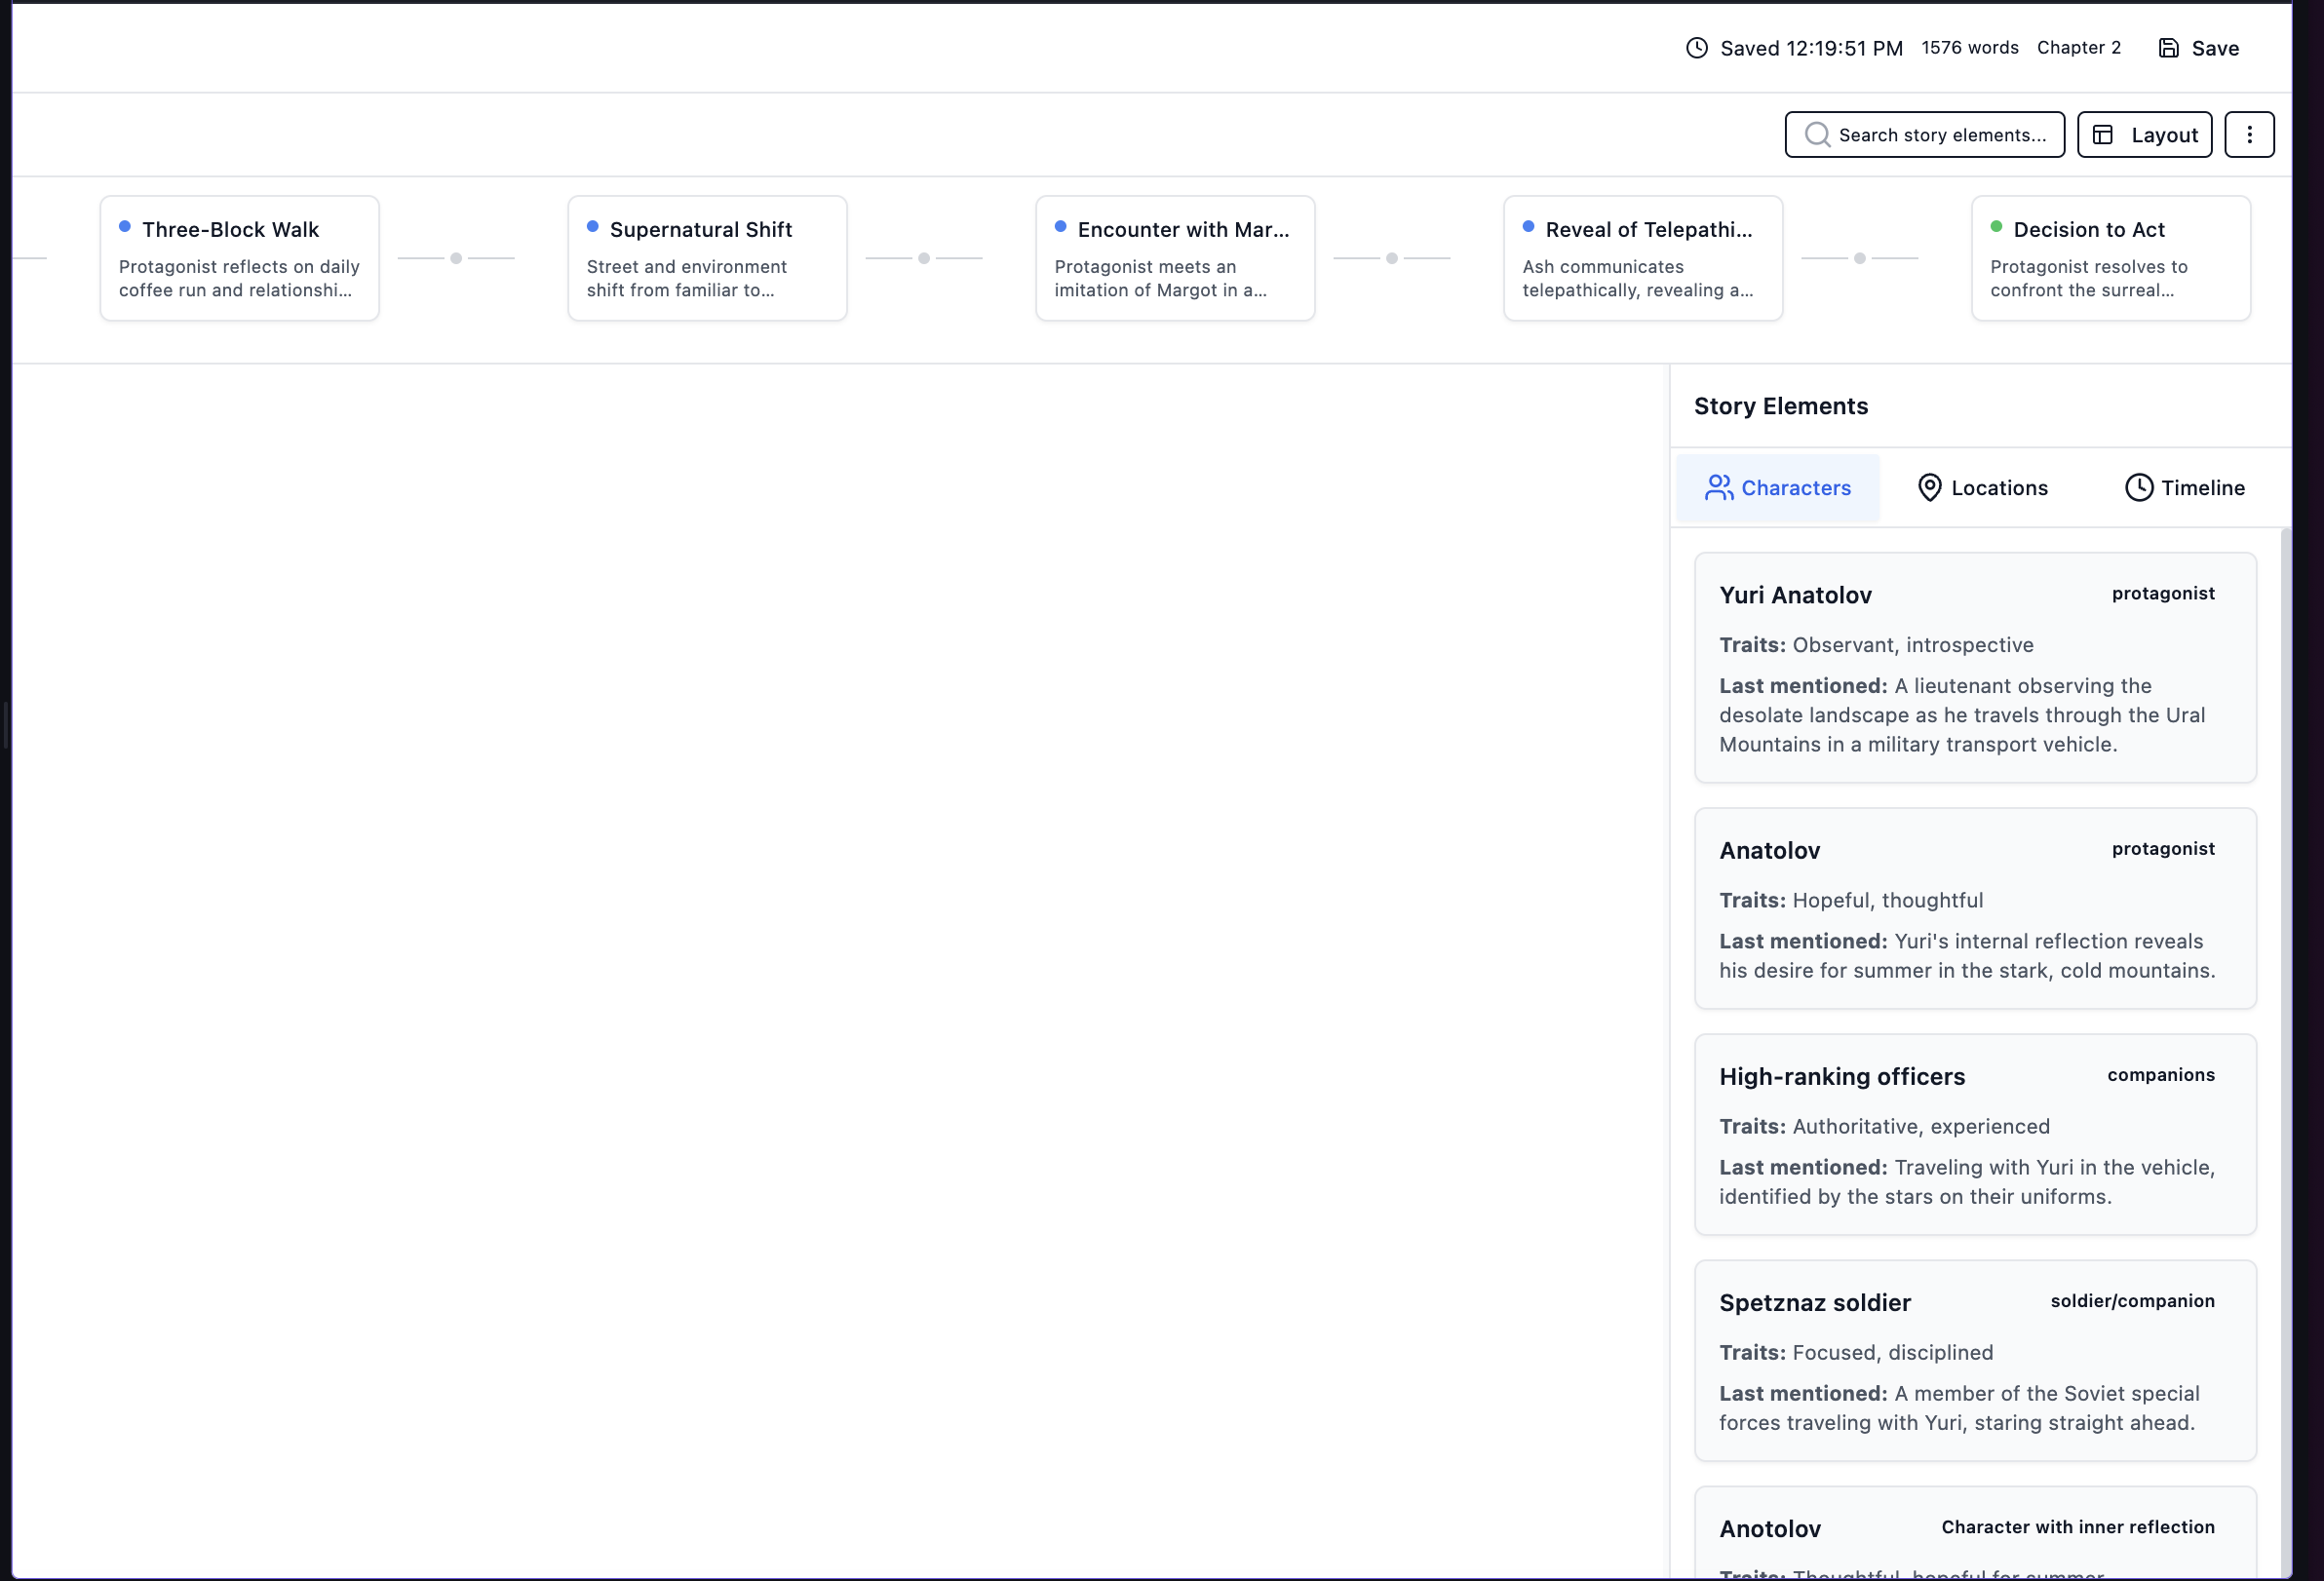 Saved 12:19:51 PM 1576 words Chapter 2 Save
Search story elements... Layout
Three-Block Walk
Protagonist reflects on daily
coffee run and relationshi...
Supernatural Shift
Street and environment
shift from familiar to...
Encounter with Mar...
Protagonist meets an
imitation of Margot in a...
Reveal of Telepathi...
Ash communicates
telepathically, revealing a...
Decision to Act
Protagonist resolves to
confront the surreal...
Story Elements
Characters Locations Timeline
Yuri Anatolov protagonist
Traits: Observant, introspective
Last mentioned: A lieutenant observing the
desolate landscape as he travels through the Ural
Mountains in a military transport vehicle.
Anatolov protagonist
Traits: Hopeful, thoughtful
Last mentioned: Yuri's internal reflection reveals
his desire for summer in the stark, cold mountains.
High-ranking officers companions
Traits: Authoritative, experienced
Last mentioned: Traveling with Yuri in the vehicle,
identified by the stars on their uniforms.
Spetznaz soldier soldier/companion
Traits: Focused, disciplined
Last mentioned: A member of the Soviet special
forces traveling with Yuri, staring straight ahead.
Anotolov Character with inner reflection
Traits: Thoughtful, hopeful for summer